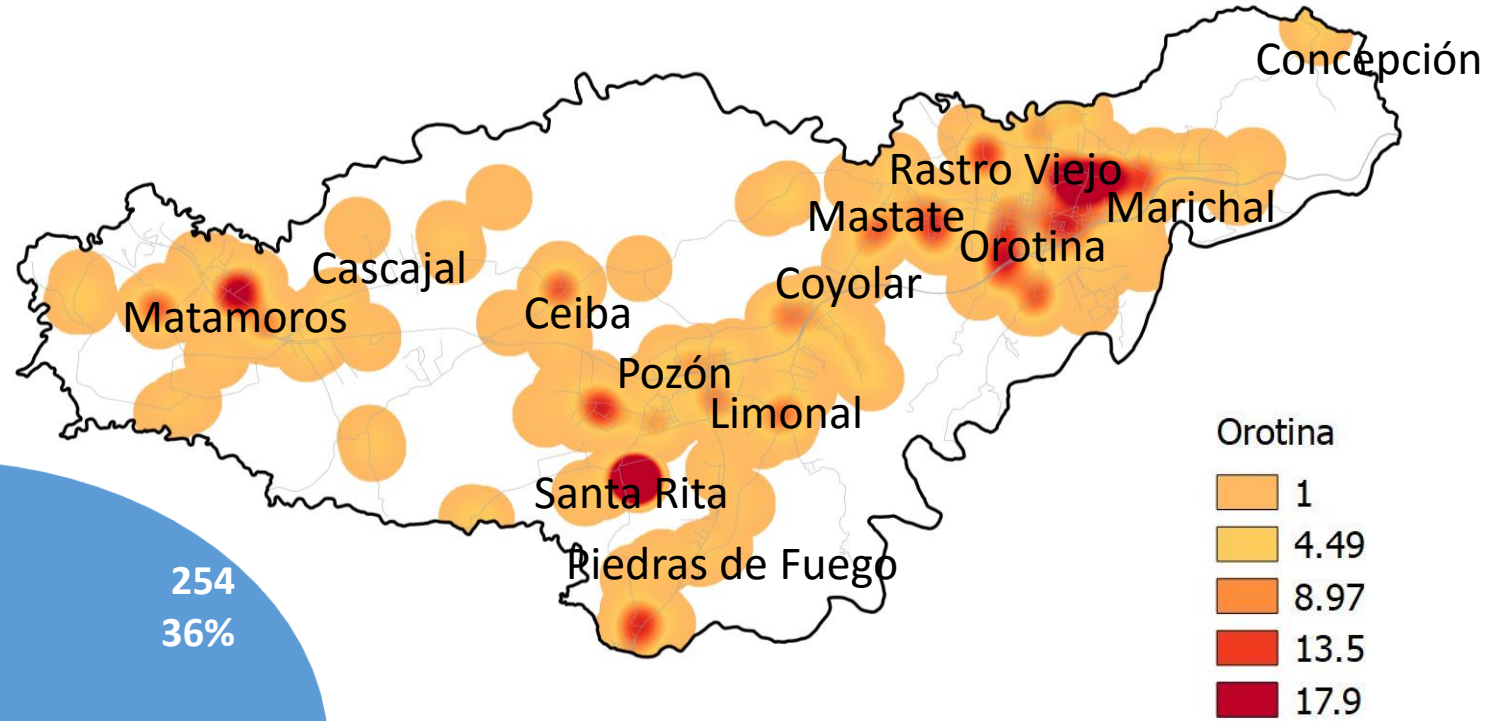 Concepción
Rastro Viejo
Mastate
Marichal
Orotina
Cascajal
Coyolar
Matamoros
Ceiba
Pozón
Limonal
Santa Rita
Piedras de Fuego
254
36%
Orotina
1
4.49
8.97
13.5
17.9